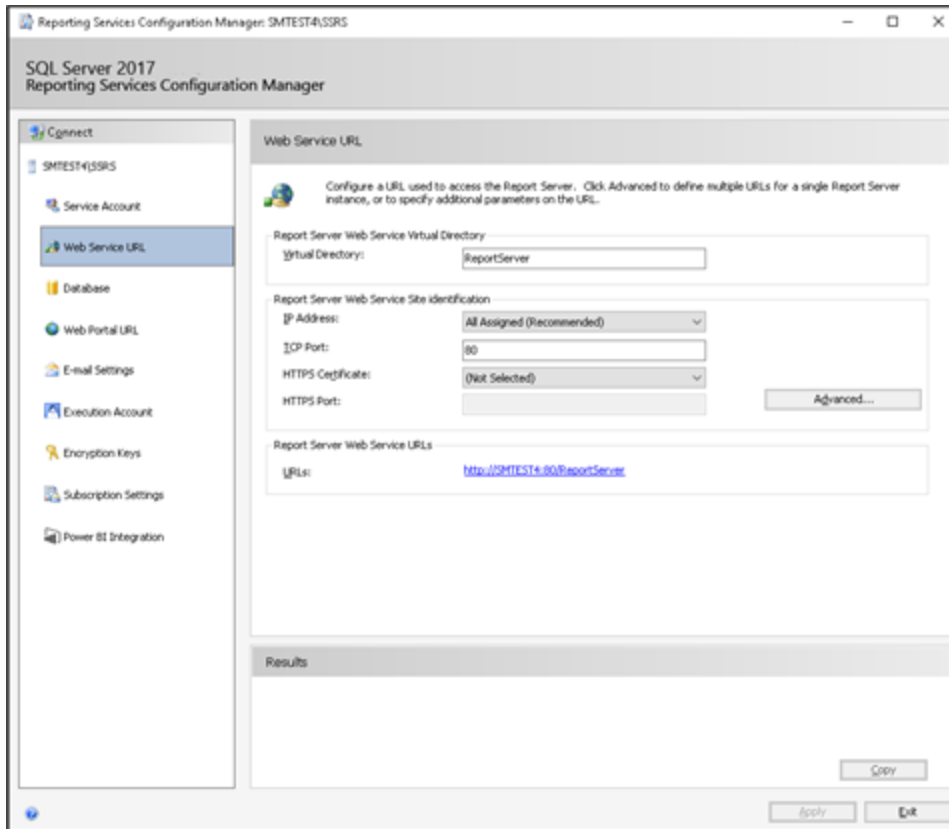 Reporting Services Configuration Manager: SMTEST4\SSRS
SQL Server 2017
Reporting Services Configuration Manager
Connect
SMTEST4\SSRS
Service Account
Web Service URL
Database
Web Portal URL
E-mail Settings
Execution Account
Encryption Keys
Subscription Settings
Power BI Integration
Web Service URL
Configure a URL used to access the Report Server. Click Advanced to define multiple URLs for a single Report Server
instance, or to specify additional parameters on the URL.
Report Server Web Service Virtual Directory
Virtual Directory:
ReportServer
Report Server Web Service Site identification
IP Address:
All Assigned (Recommended)
TCP Port:
80
HTTPS Certificate:
(Not Selected)
HTTPS Port:
Advanced...
Report Server Web Service URLs
URLs:
http://SMTEST4:80/ReportServer
Results
Copy
Apply
Exit